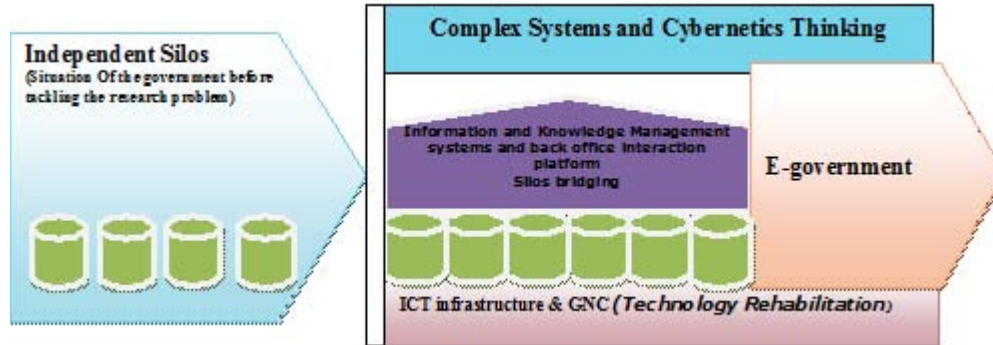 Independent Silos
(Situation Of the government before
tackling the research problem)
Complex Systems and Cybernetics Thinking
Information and Knowledge Management
systems and back office interaction
platform
Silos bridging
E-government
ICT infrastructure & GNC (Technology Rehabilitation)